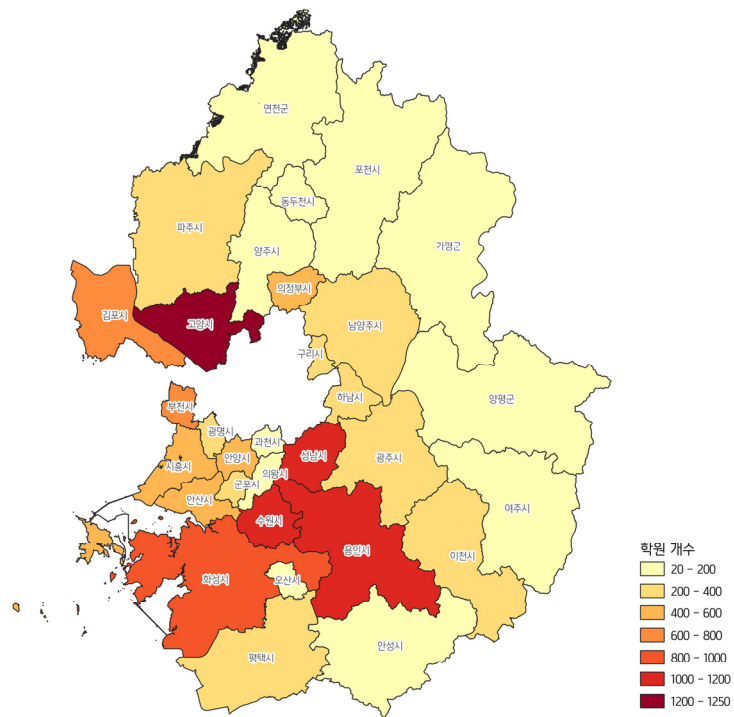 연천군
포천시
동두천시
파주시
양주시
가평군
의정부시
김포시
고양시
남양주시
구리시
하남시
양평군
부천시
광명시
과천시
성남시
안양시
시흥시
의왕시
광주시
군포시
안산시
여주시
수원시
용인시
이천시
화성시
오산시
안성시
평택시
학원 개수
20 - 200
200 - 400
400 - 600
600 - 800
800 - 1000
1000 - 1200
1200 - 1250